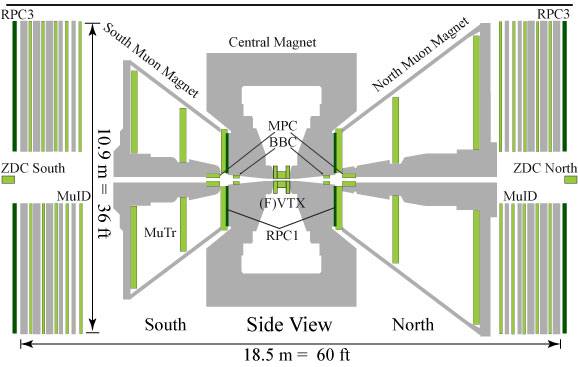 RPC3
RPC3
South Muon Magnet
Central Magnet
North Muon Magnet
MPC
BBC
10.9 m = 36 ft
ZDC South
ZDC North
MuID
MuID
(F)VTX
MuTr
RPC1
South
Side View
North
18.5 m = 60 ft